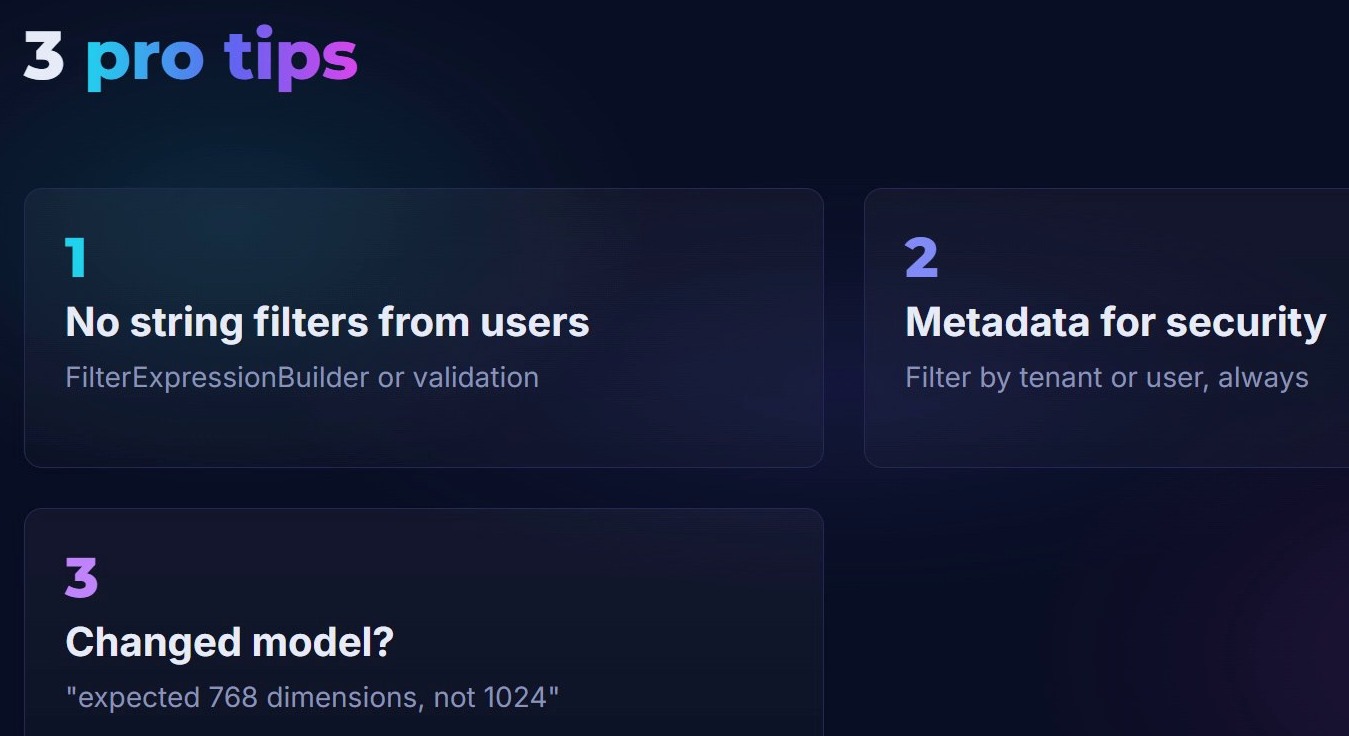 3 pro tips
1
No string filters from users
FilterExpressionBuilder or validation
2
Metadata for security
Filter by tenant or user, always
3
Changed model?
"expected 768 dimensions, not 1024"